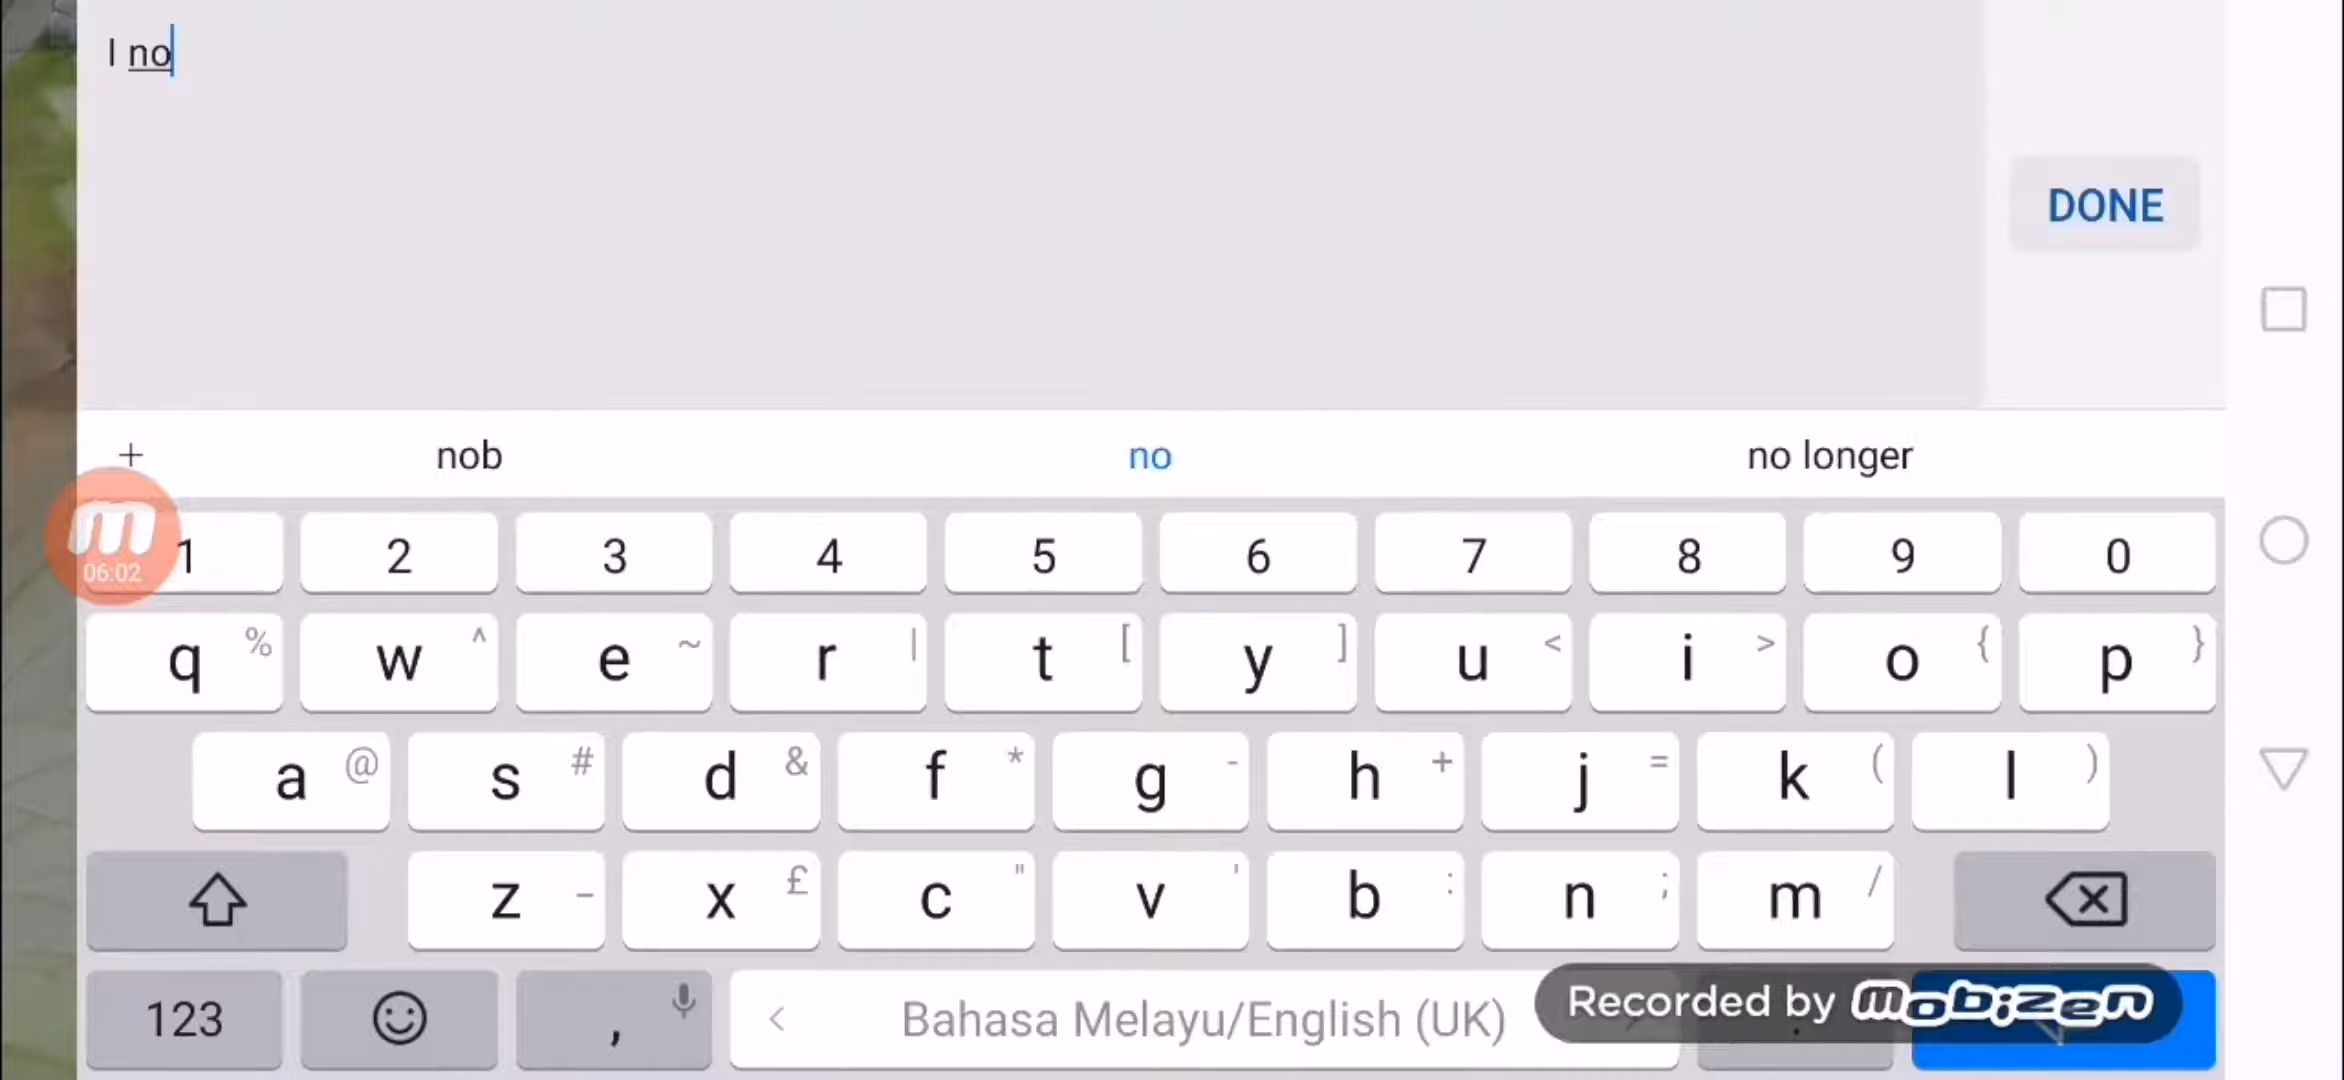 I no
DONE
+ nob no no longer
m
06:02
1 2 3 4 5 6 7 8 9 0
q % w ^ e ~ r | t [ y ] u < i > o { p }
a @ s # d & f * g - h + j = k ( l )
z _ x £ c " v ' b : n ; m /
123 , < Bahasa Melayu/English (UK) > .
Recorded by mobizen